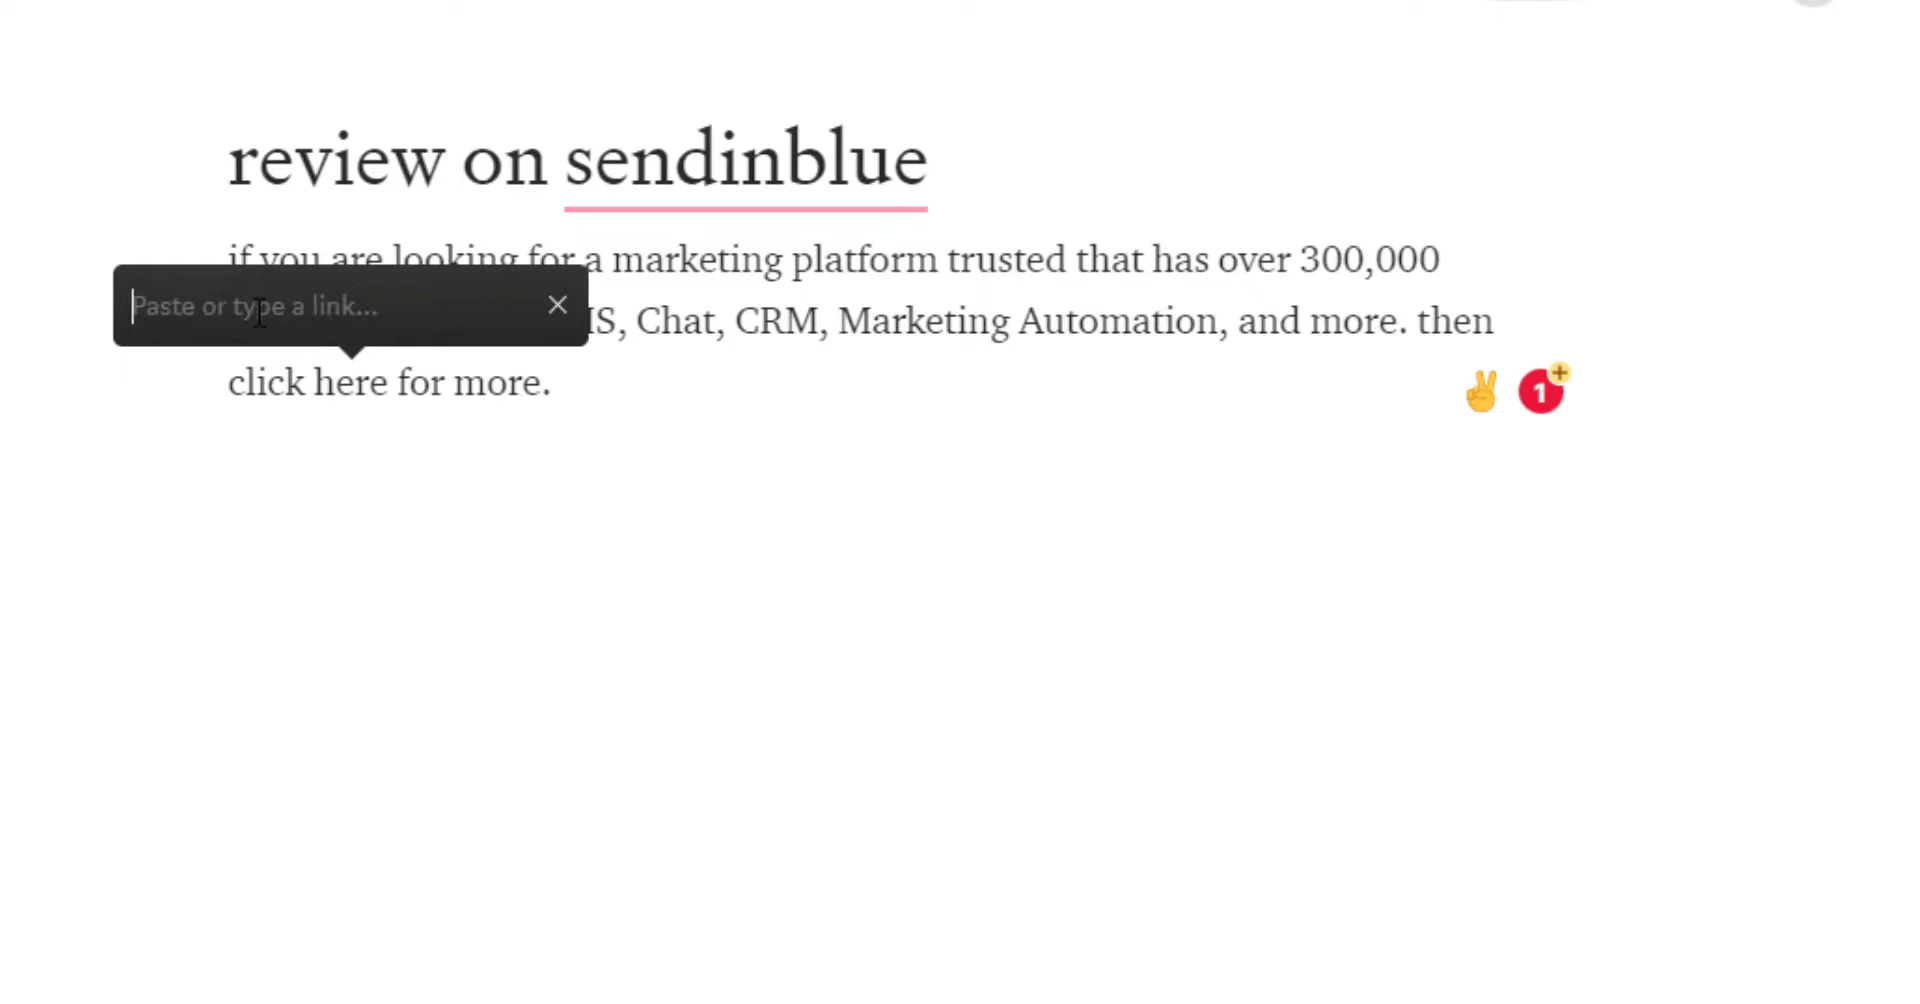 review on sendinblue
if you are looking for a marketing platform trusted that has over 300,000
Paste or type a link...
IS, Chat, CRM, Marketing Automation, and more. then
click here for more.
1